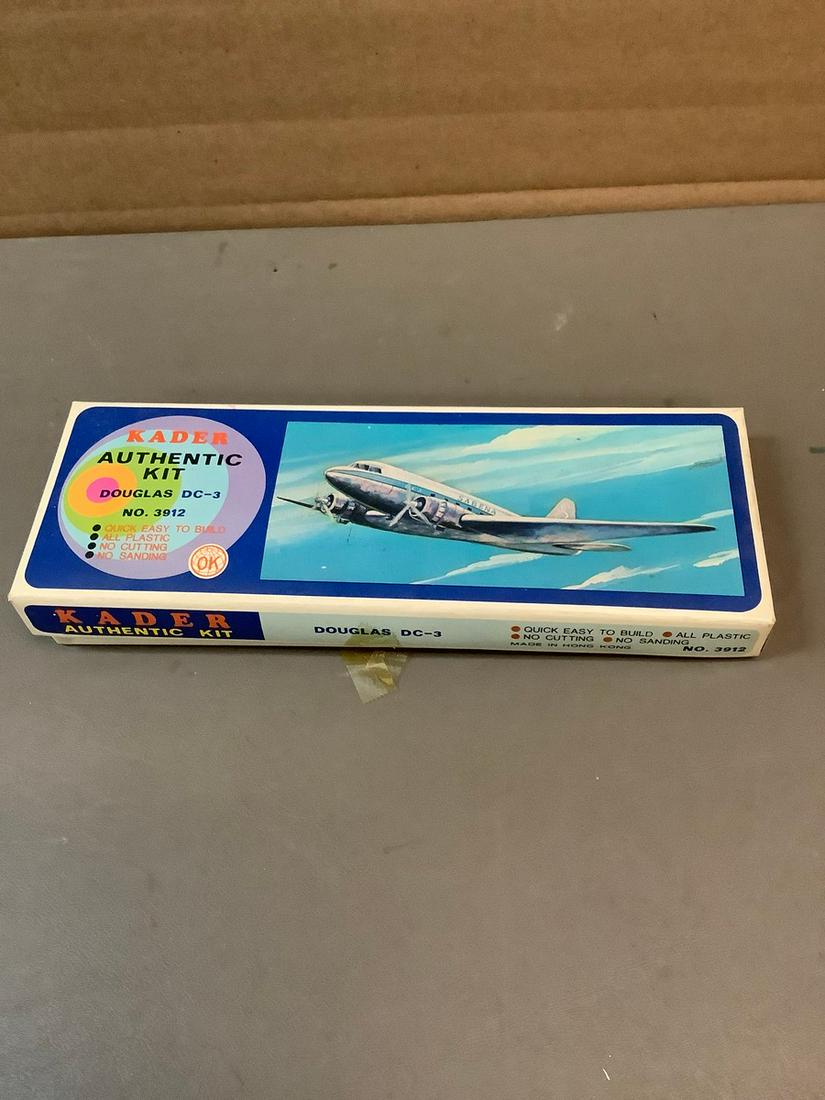 KADER
AUTHENTIC
KIT
DOUGLAS DC-3
NO. 3912
QUICK EASY TO BUILD
ALL PLASTIC
NO CUTTING
NO SANDING
OK
SABENA
KADER
AUTHENTIC KIT
DOUGLAS DC-3
QUICK EASY TO BUILD ALL PLASTIC
NO CUTTING NO SANDING
MADE IN HONG KONG NO. 3912